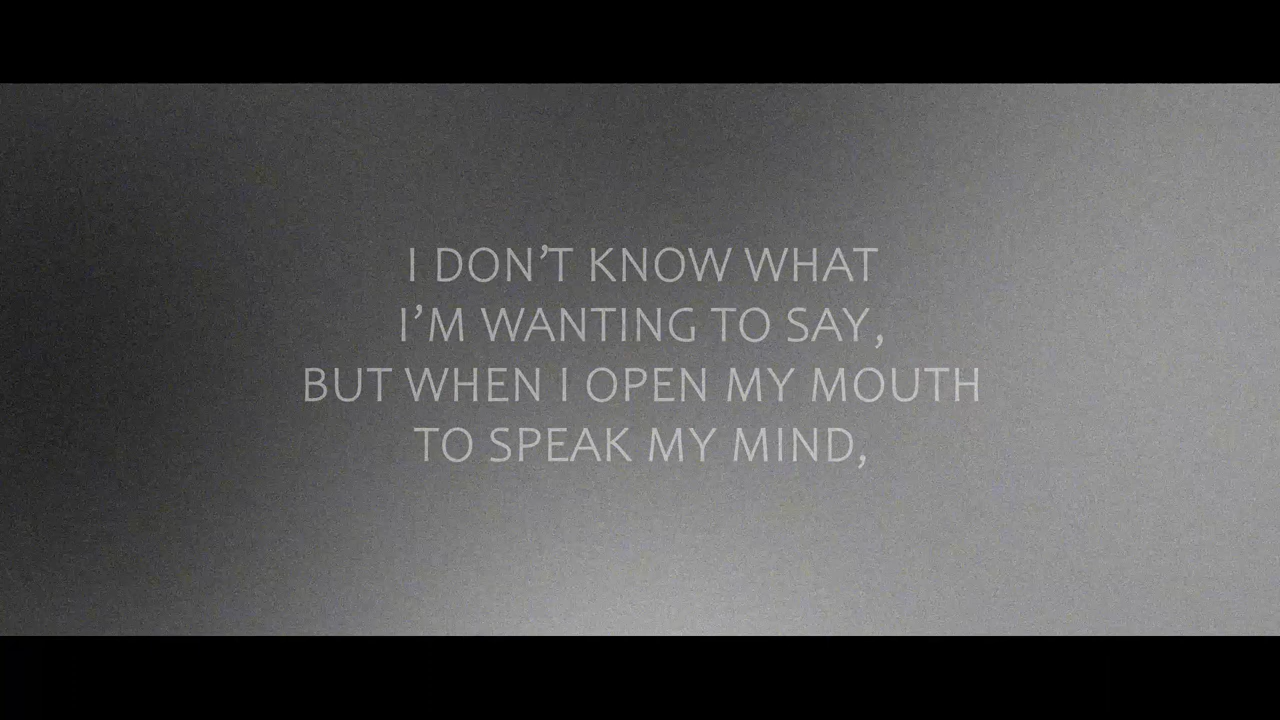 I DON’T KNOW WHAT
I’M WANTING TO SAY,
BUT WHEN I OPEN MY MOUTH
TO SPEAK MY MIND,